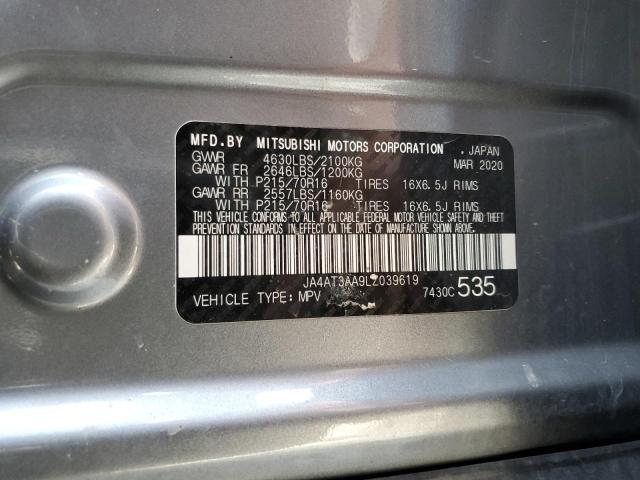 MFD.BY MITSUBISHI MOTORS CORPORATION , JAPAN
GVWR 4630LBS/2100KG MAR 2020
GAWR FR 2646LBS/1200KG
WITH P215/70R16 TIRES 16X6.5J RIMS
GAWR RR 2557LBS/1160KG
WITH P215/70R16 TIRES 16X6.5J RIMS
THIS VEHICLE CONFORMS TO ALL APPLICABLE FEDERAL MOTOR VEHICLE SAFETY AND THEFT
PREVENTION STANDARDS IN EFFECT ON THE DATE OF MANUFACTURE SHOWN ABOVE.
JA4AT3AA9LZ039619
VEHICLE TYPE: MPV 7430C 535